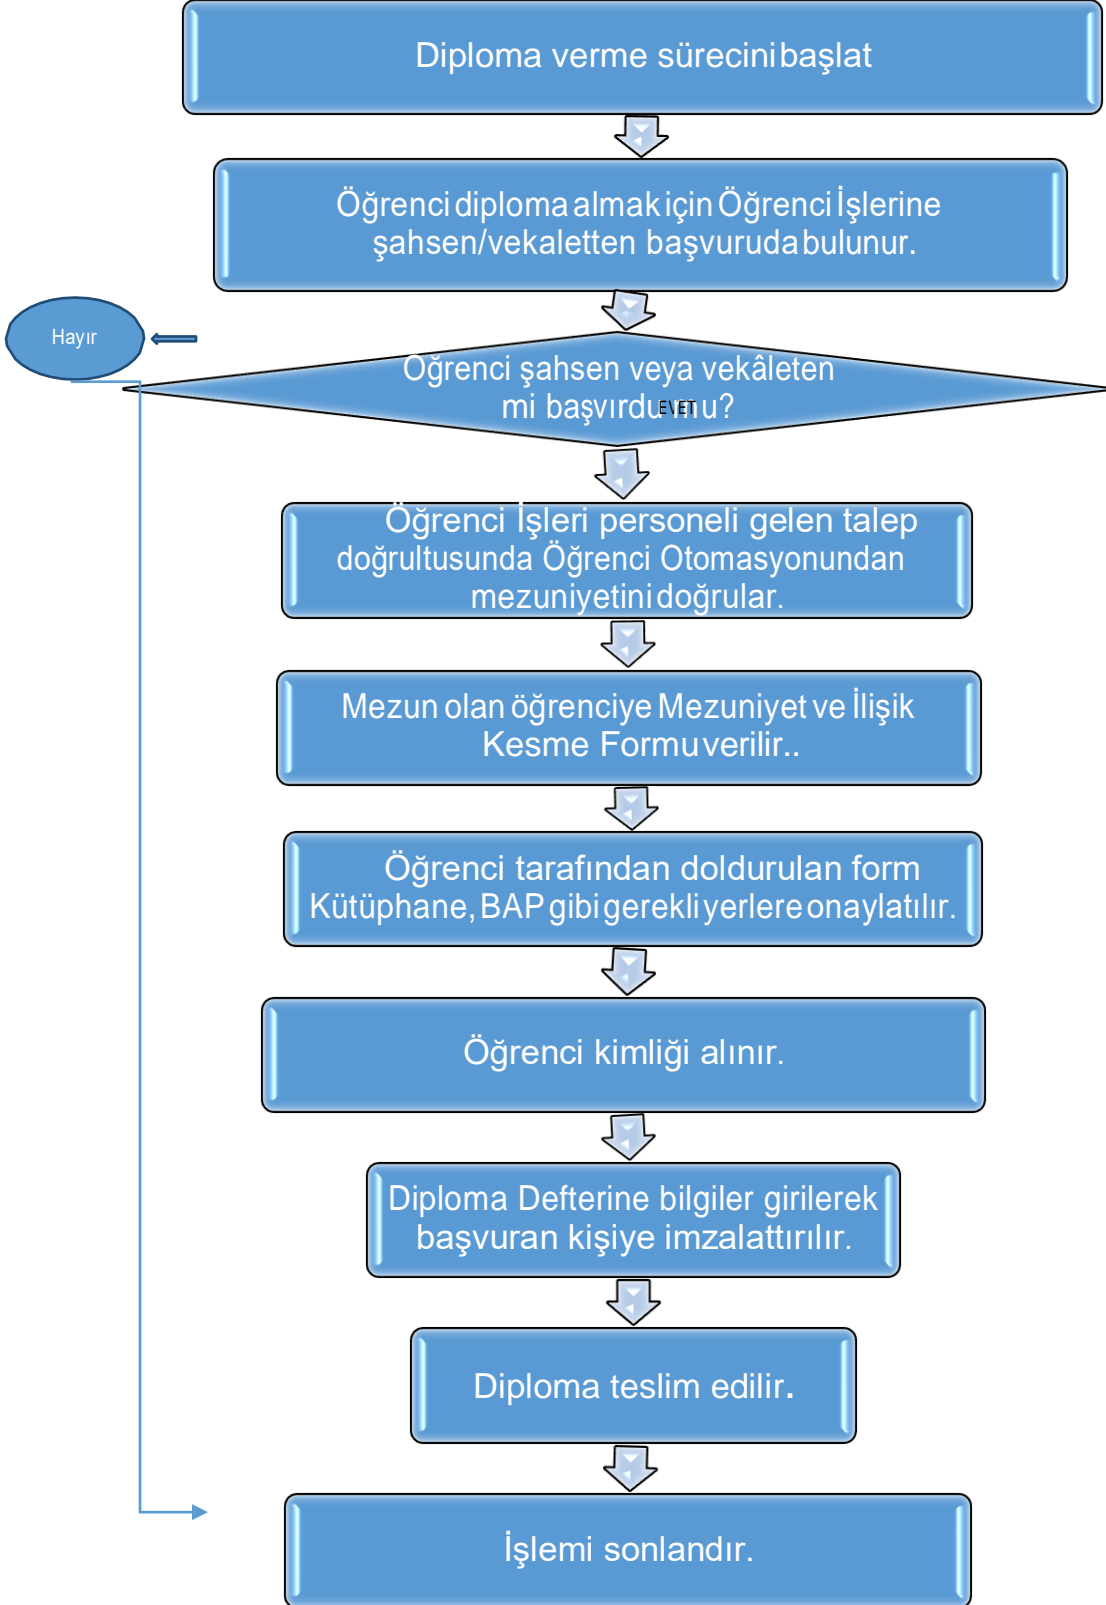 Diploma verme sürecini başlat
Öğrenci diploma almak için Öğrenci İşlerine
şahsen/vekaletten başvuruda bulunur.
Hayır
Öğrenci şahsen veya vekâleten
mi başvırdu mu?
EVET
Öğrenci İşleri personeli gelen talep
doğrultusunda Öğrenci Otomasyonundan
mezuniyetini doğrular.
Mezun olan öğrenciye Mezuniyet ve İlişik
Kesme Formu verilir..
Öğrenci tarafından doldurulan form
Kütüphane, BAP gibi gerekli yerlere onaylatılır.
Öğrenci kimliği alınır.
Diploma Defterine bilgiler girilerek
başvuran kişiye imzalattırılır.
Diploma teslim edilir.
İşlemi sonlandır.